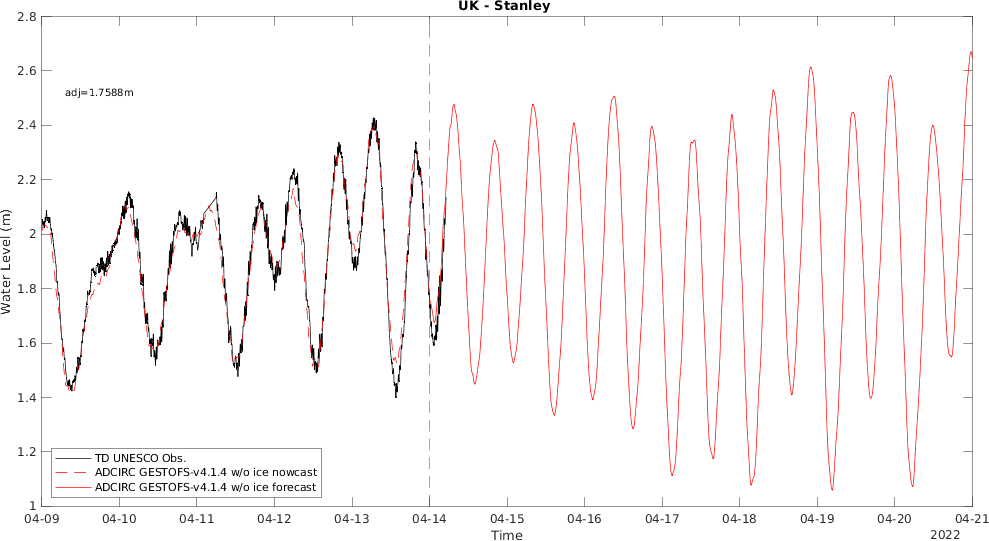 UK - Stanley
2.8
2.6
adj=1.7588m
2.4
2.2
2
1.8
1.6
1.4
1.2
1
Water Level (m)
TD UNESCO Obs.
ADCIRC GESTOFS-v4.1.4 w/o ice nowcast
ADCIRC GESTOFS-v4.1.4 w/o ice forecast
04-09 04-10 04-11 04-12 04-13 04-14 04-15 04-16 04-17 04-18 04-19 04-20 04-21
Time
2022